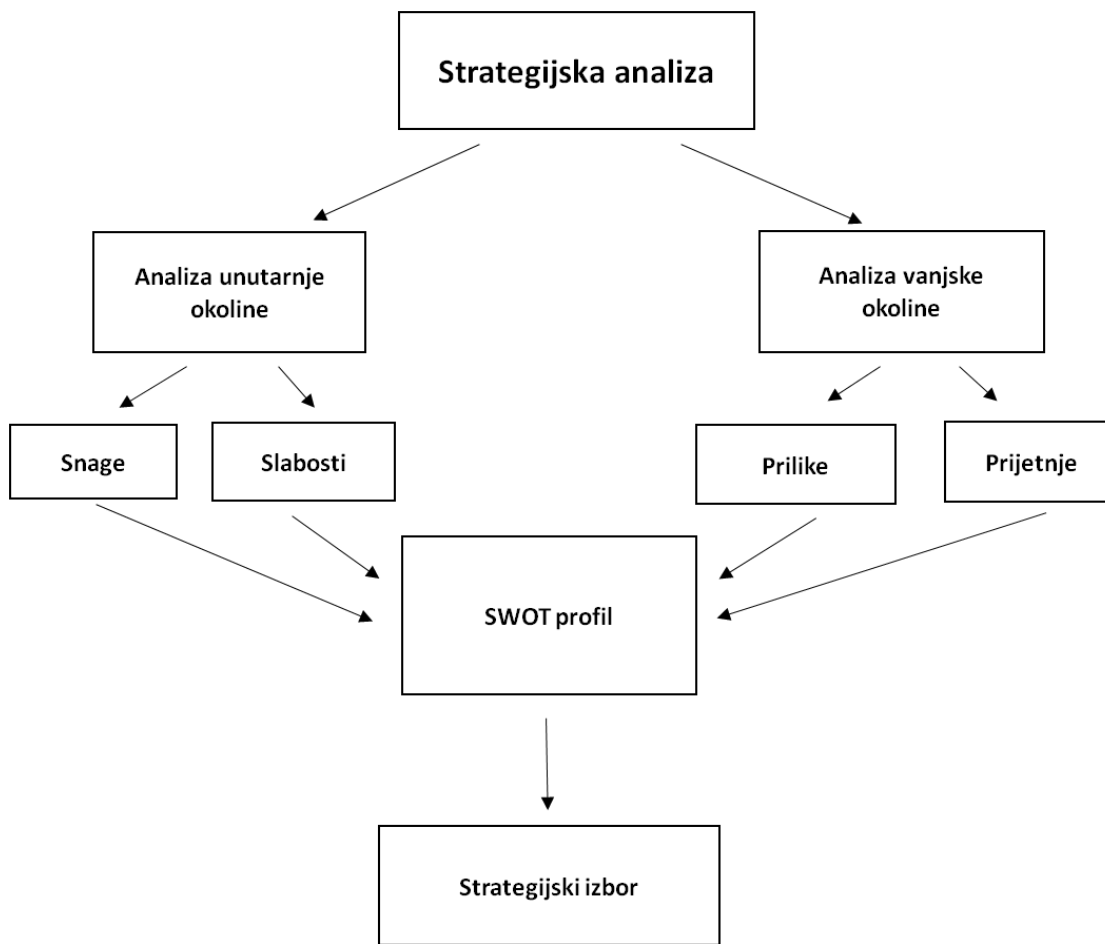 Strategijska analiza
Analiza unutarnje
okoline
Analiza vanjske
okoline
Snage
Slabosti
Prilike
Prijetnje
SWOT profil
Strategijski izbor